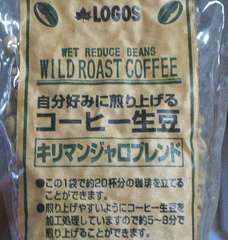 LOGOS
WET REDUCE BEANS
WILD ROAST COFFEE
自分好みに煎り上げる
コーヒー生豆
キリマンジャロブレンド
●この1袋で約20杯分の珈琲を立てる
ことができます。
●煎り上げやすいようにコーヒー生豆を
加工処理していますので約5~8分で
煎り上げることができます。